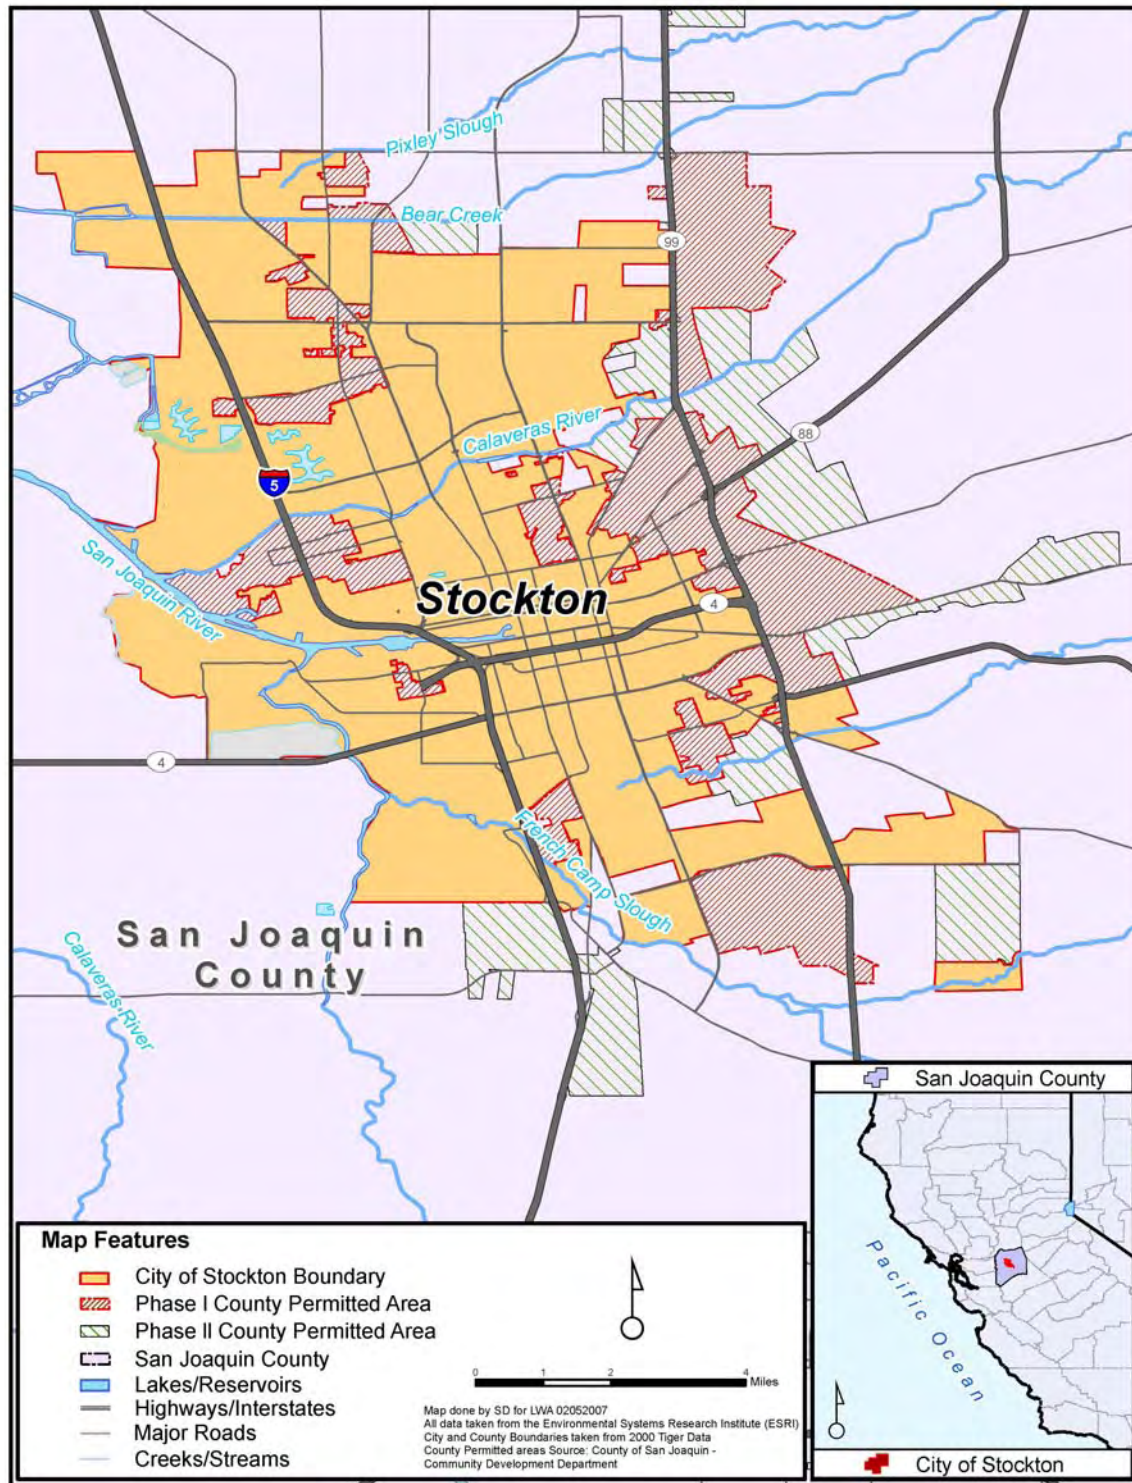 Pixley Slough
Bear Creek
99
Calaveras River
88
5
San Joaquin River
Stockton
4
4
French Camp Slough
San Joaquin
County
Calaveras River
San Joaquin County
Pacific Ocean
City of Stockton
Map Features
City of Stockton Boundary
Phase I County Permitted Area
Phase II County Permitted Area
San Joaquin County
Lakes/Reservoirs
Highways/Interstates
Major Roads
Creeks/Streams
0 1 2 4
Miles
Map done by SD for LWA 02052007
All data taken from the Environmental Systems Research Institute (ESRI)
City and County Boundaries taken from 2000 Tiger Data
County Permitted areas Source: County of San Joaquin -
Community Development Department